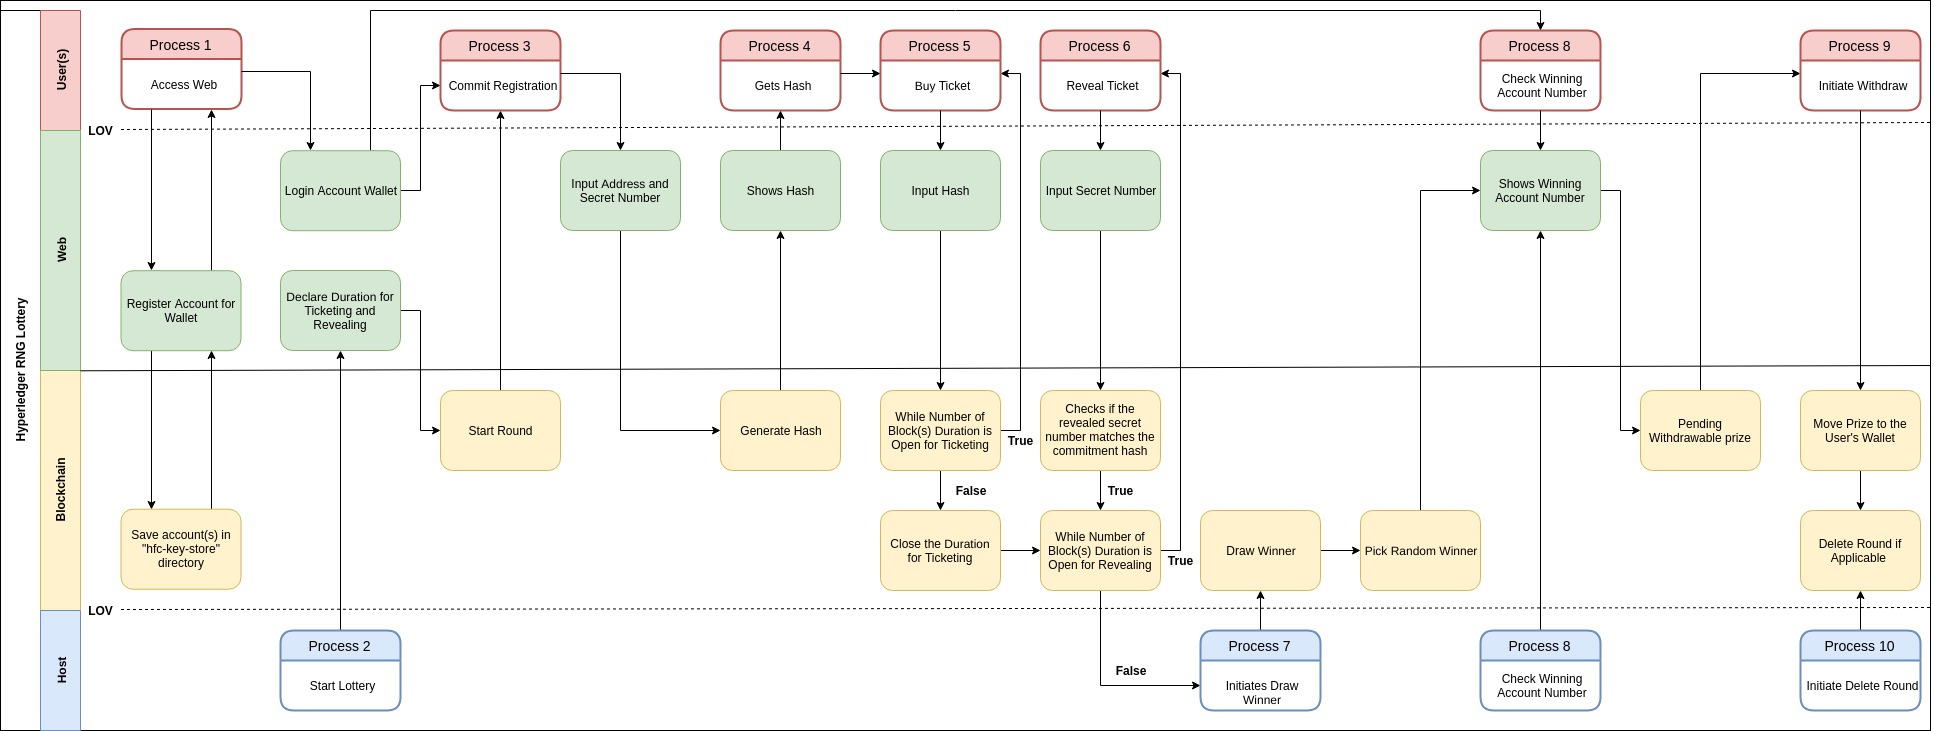 Hyperledger RNG Lottery
User(s)
Process 1
Access Web
Process 3
Commit Registration
Process 4
Gets Hash
Process 5
Buy Ticket
Process 6
Reveal Ticket
Process 8
Check Winning
Account Number
Process 9
Initiate Withdraw
LOV
Web
Login Account Wallet
Input Address and
Secret Number
Shows Hash
Input Hash
Input Secret Number
Shows Winning
Account Number
Register Account for
Wallet
Declare Duration for
Ticketing and
Revealing
Blockchain
Start Round
Generate Hash
While Number of
Block(s) Duration is
Open for Ticketing
True
Checks if the
revealed secret
number matches the
commitment hash
Pending
Withdrawable prize
Move Prize to the
User's Wallet
False
True
Save account(s) in
"hfc-key-store"
directory
Close the Duration
for Ticketing
While Number of
Block(s) Duration is
Open for Revealing
True
Draw Winner
Pick Random Winner
Delete Round if
Applicable
LOV
Host
Process 2
Start Lottery
False
Process 7
Initiates Draw
Winner
Process 8
Check Winning
Account Number
Process 10
Initiate Delete Round